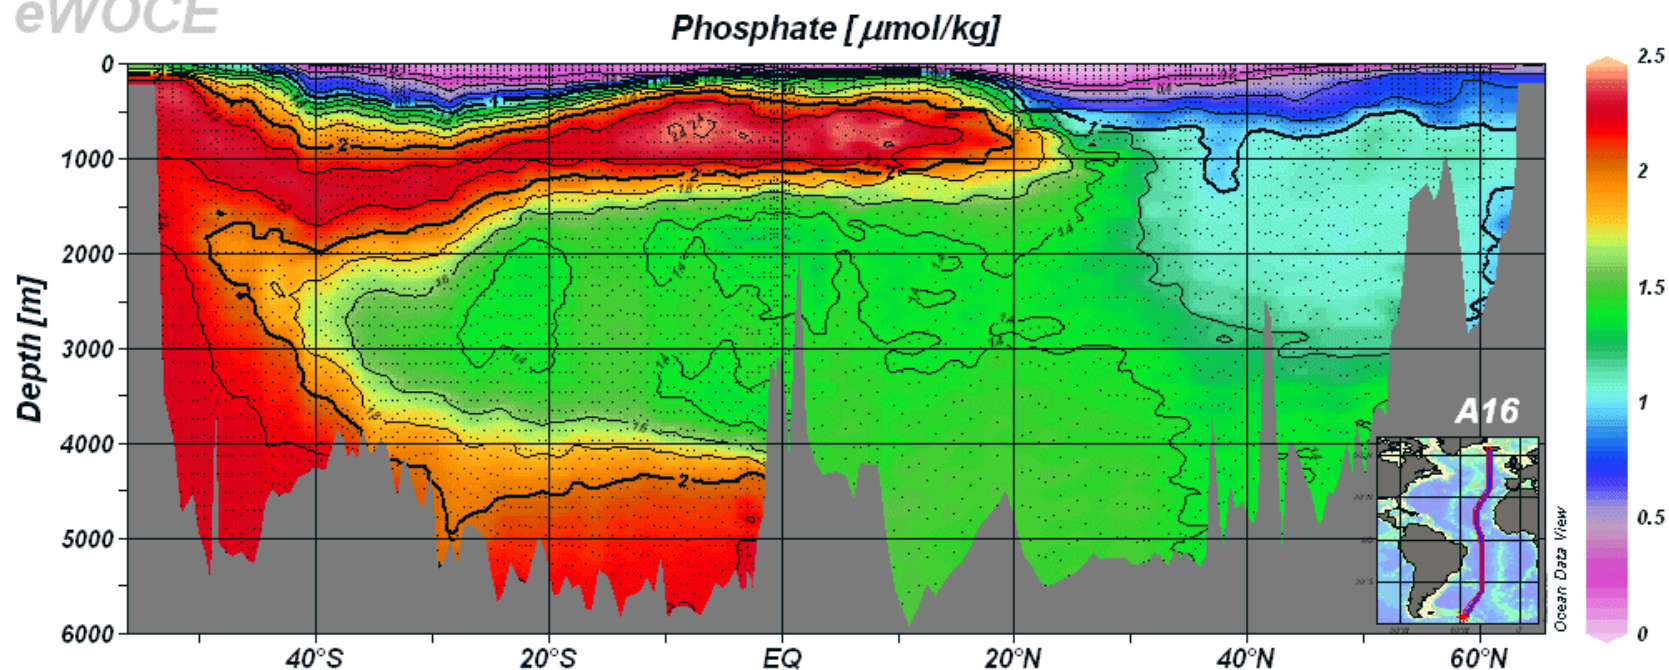 eWOCE
Phosphate [ μmol/kg]
0
1000
2000
3000
4000
5000
6000
Depth [m]
40°S
20°S
EQ
20°N
40°N
60°N
2.5
2
1.5
1
0.5
0
A16
Ocean Data View